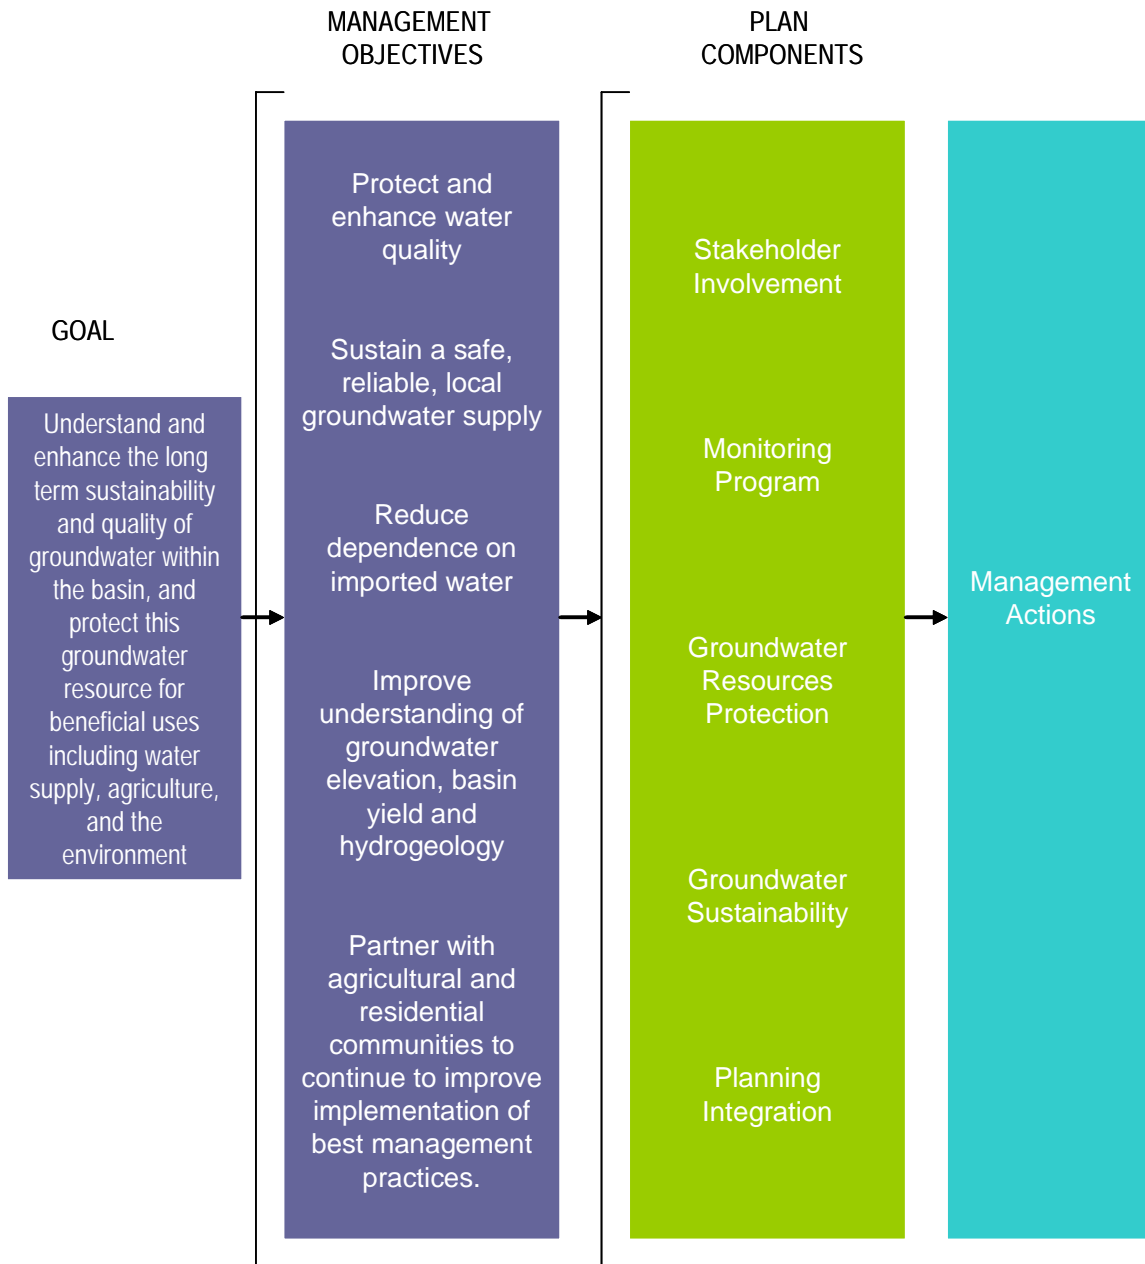 MANAGEMENT
OBJECTIVES
PLAN
COMPONENTS
GOAL
Understand and
enhance the long
term sustainability
and quality of
groundwater within
the basin, and
protect this
groundwater
resource for
beneficial uses
including water
supply, agriculture,
and the
environment
Protect and
enhance water
quality
Sustain a safe,
reliable, local
groundwater supply
Reduce
dependence on
imported water
Improve
understanding of
groundwater
elevation, basin
yield and
hydrogeology
Partner with
agricultural and
residential
communities to
continue to improve
implementation of
best management
practices.
Stakeholder
Involvement
Monitoring
Program
Groundwater
Resources
Protection
Groundwater
Sustainability
Planning
Integration
Management
Actions